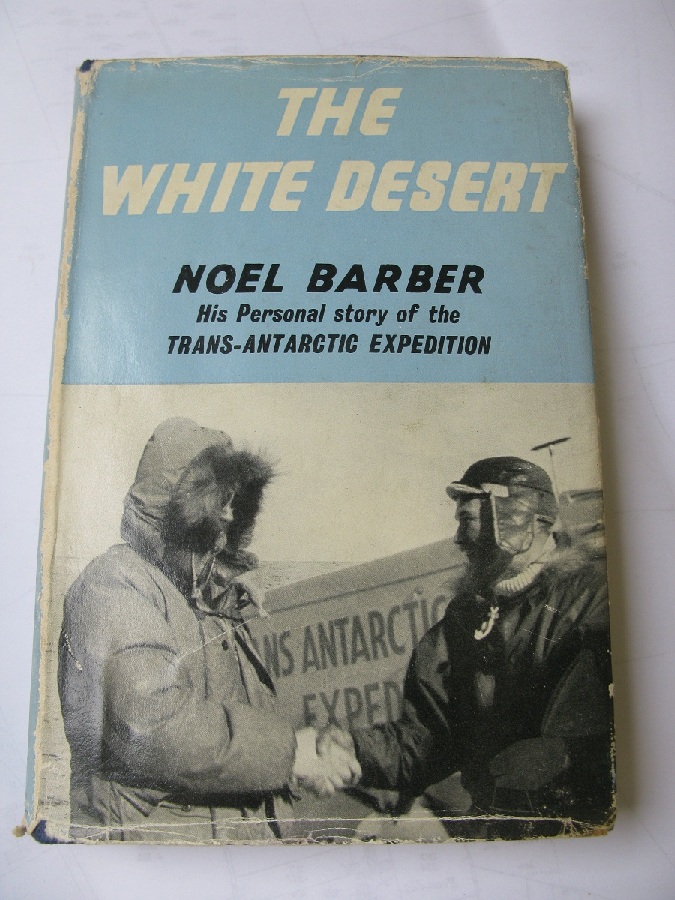 THE
WHITE DESERT
NOEL BARBER
His Personal story of the
TRANS-ANTARCTIC EXPEDITION
NS ANTARCTIC
EXPED